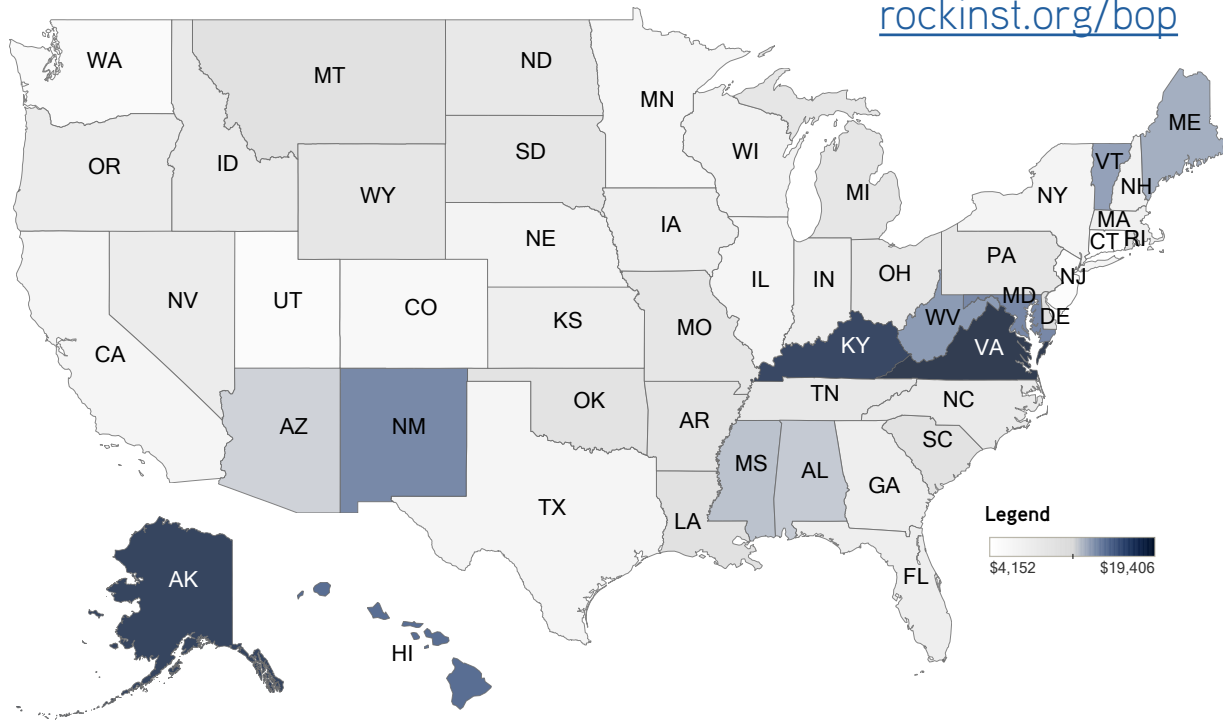 rockinst.org/bop
WA
MT
ND
MN
ME
OR
ID
SD
WI
VT
WY
MI
NH
NY
IA
MA
NE
CT RI
PA
NV
UT
CO
IL
IN
OH
NJ
MD
KS
MO
WV
DE
CA
KY
VA
TN
NC
AZ
NM
OK
AR
SC
MS
AL
GA
TX
LA
Legend
$4,152 $19,406
FL
AK
HI